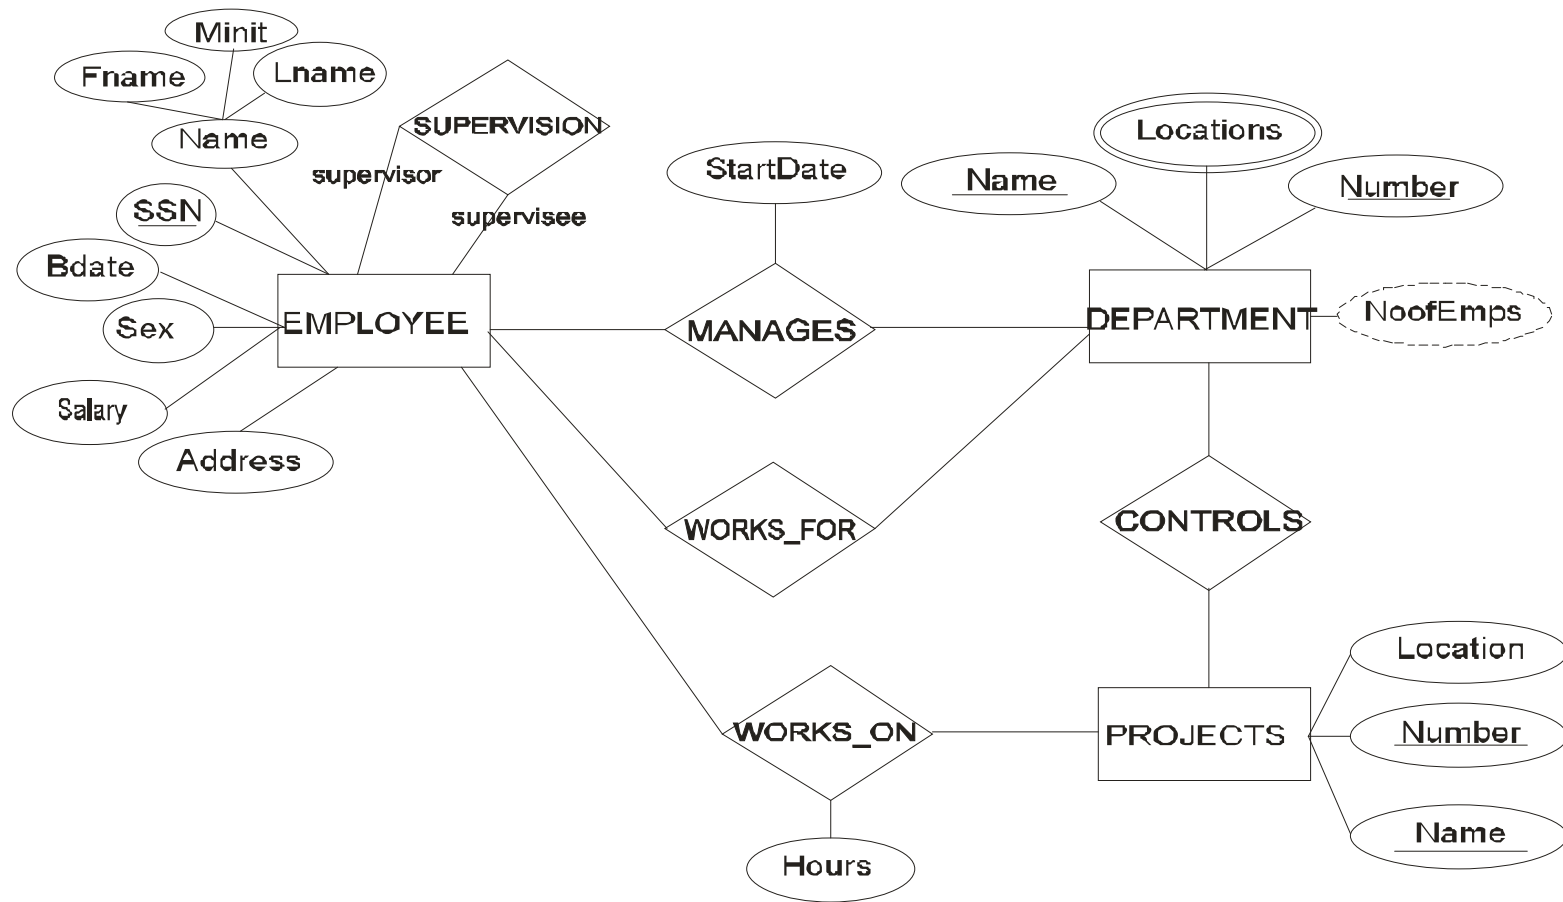 Minit
Fname
Lname
Name
SUPERVISION
supervisor
supervisee
SSN
Bdate
Sex
EMPLOYEE
Salary
Address
StartDate
MANAGES
Locations
Name
Number
DEPARTMENT
NoofEmps
WORKS_FOR
CONTROLS
WORKS_ON
Hours
PROJECTS
Location
Number
Name